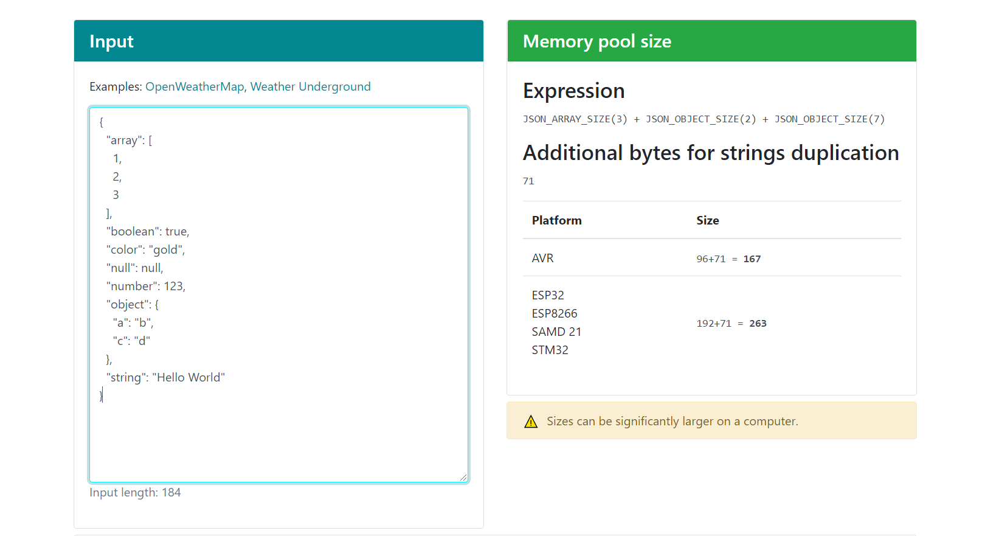 Input
Examples: OpenWeatherMap, Weather Underground
{
"array": [
1,
2,
3
],
"boolean": true,
"color": "gold",
"null": null,
"number": 123,
"object": {
"a": "b",
"c": "d"
},
"string": "Hello World"
}
Input length: 184
Memory pool size
Expression
JSON_ARRAY_SIZE(3) + JSON_OBJECT_SIZE(2) + JSON_OBJECT_SIZE(7)
Additional bytes for strings duplication
71
Platform Size
AVR 96+71 = 167
ESP32
ESP8266
SAMD 21
STM32
192+71 = 263
Sizes can be significantly larger on a computer.